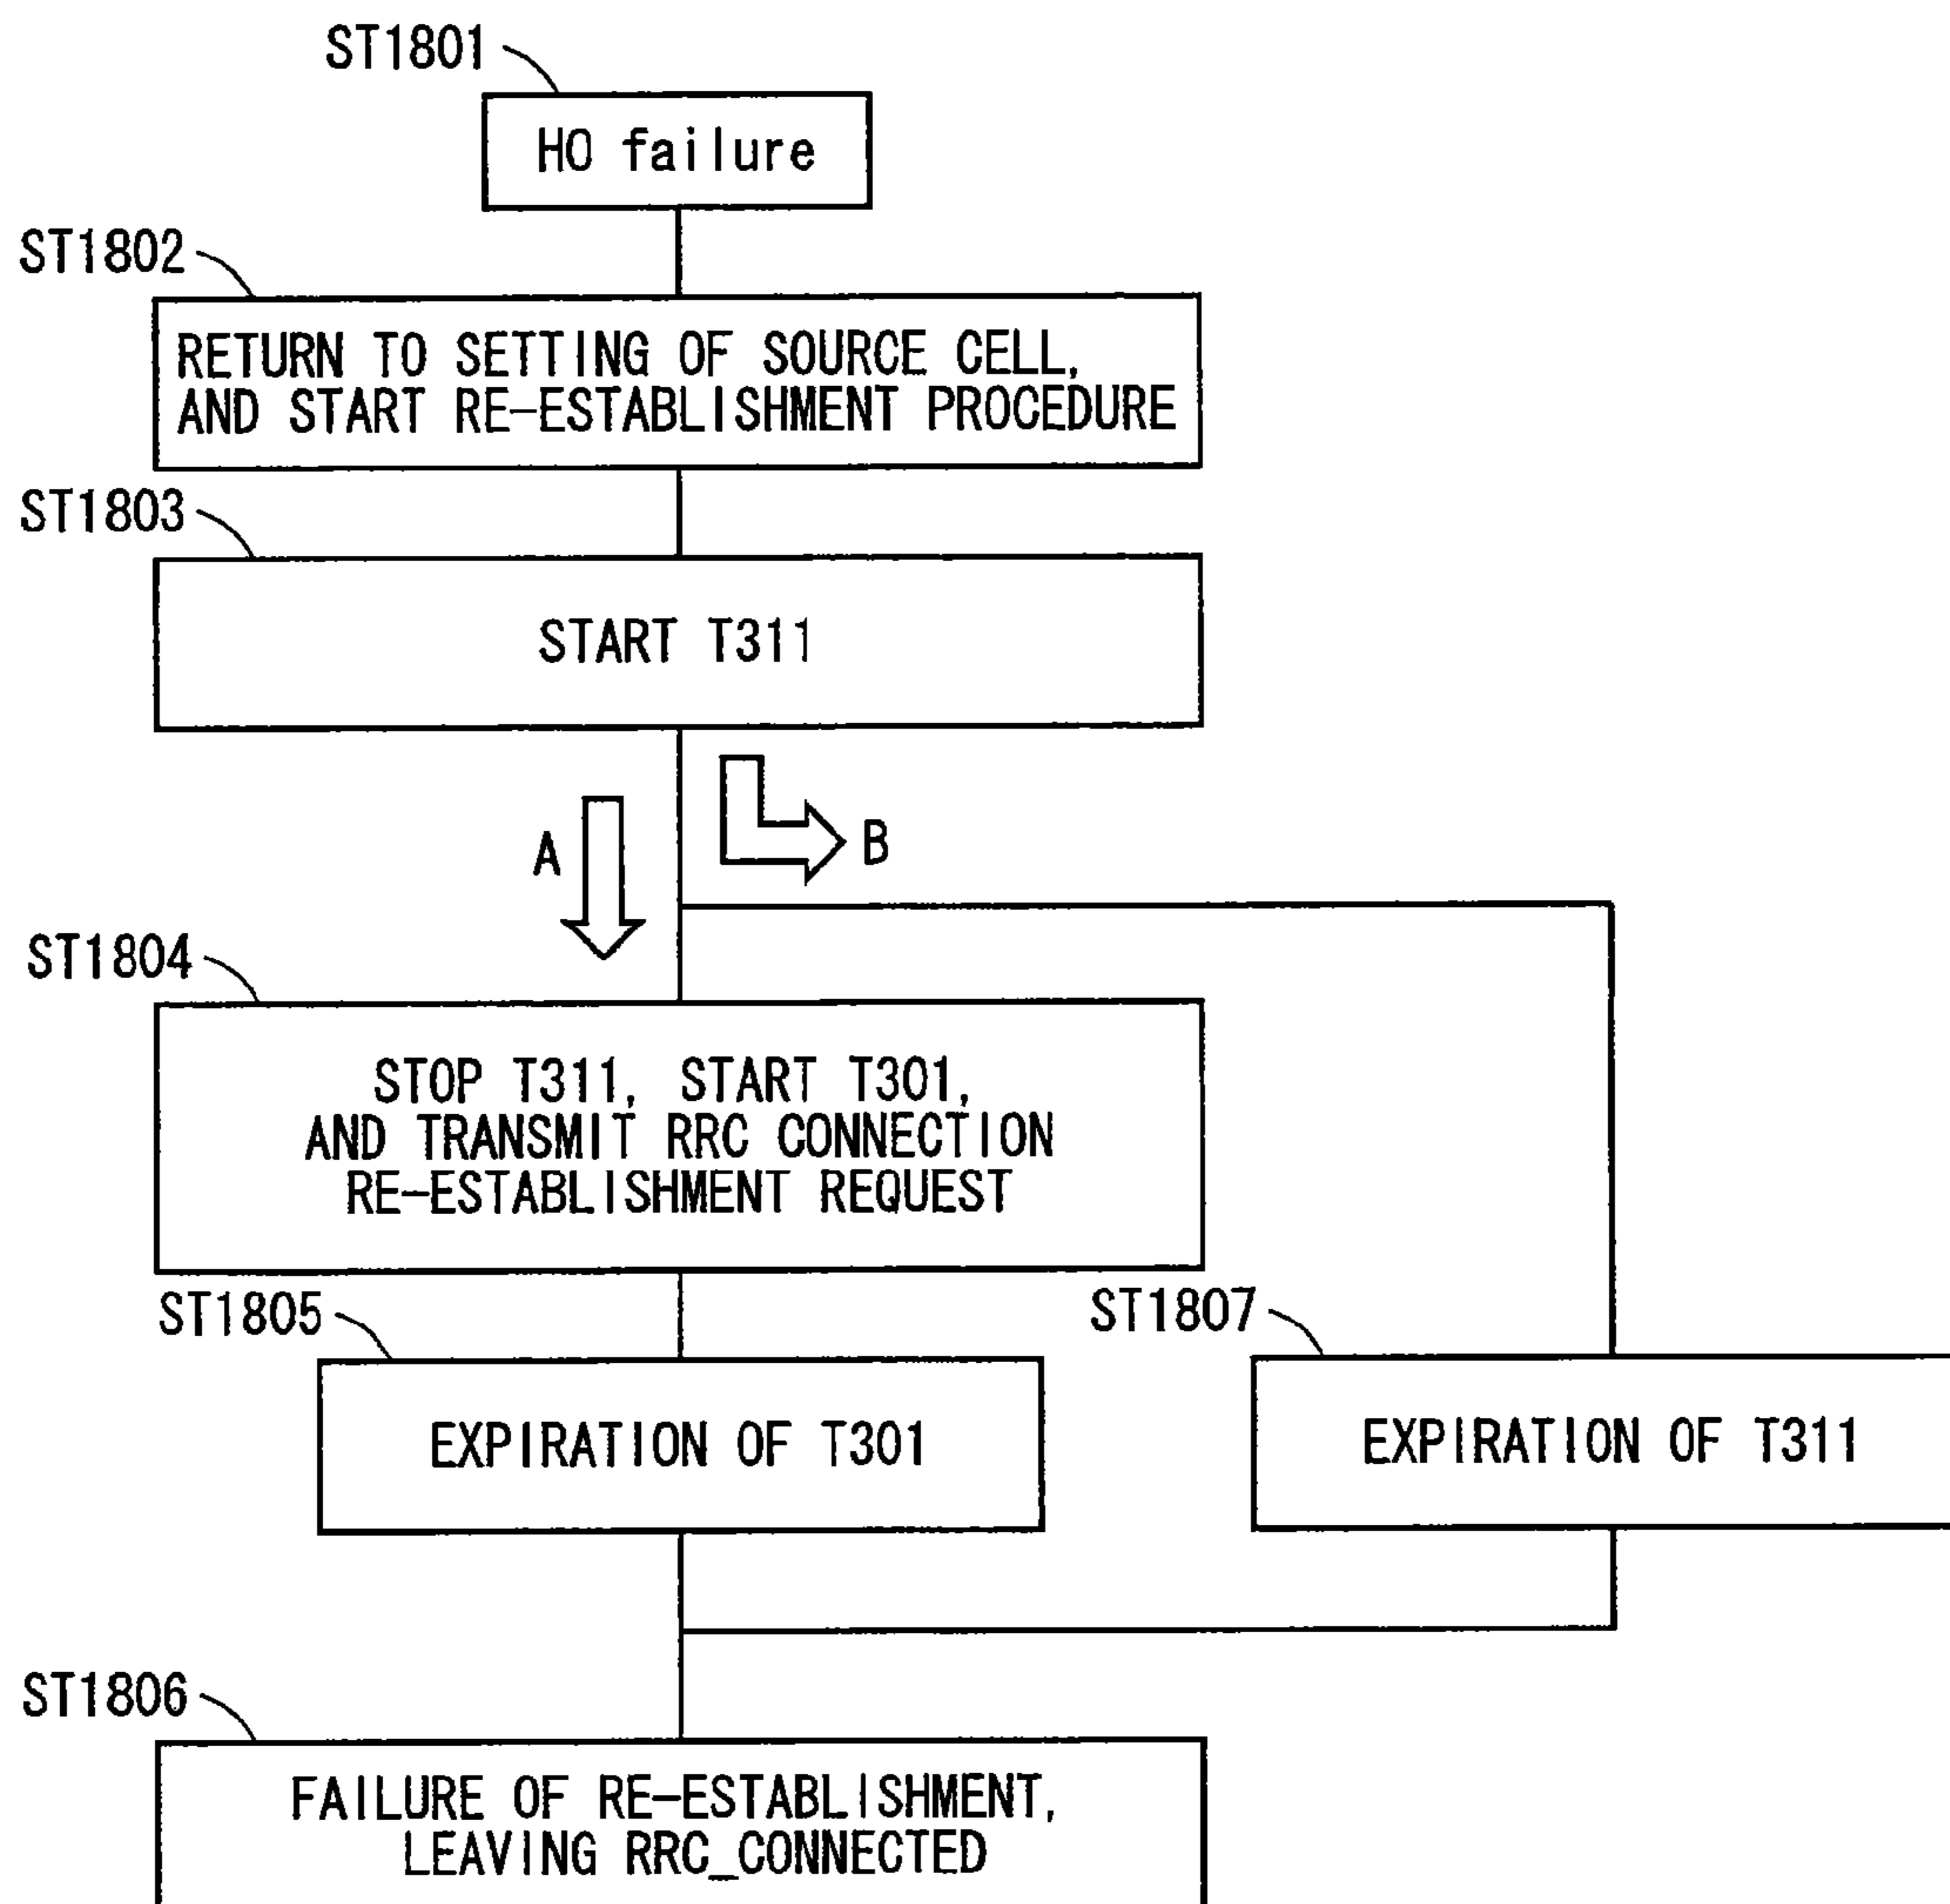 ST1801
HO failure
ST1802
RETURN TO SETTING OF SOURCE CELL,
AND START RE-ESTABLISHMENT PROCEDURE
ST1803
START T311
A
B
ST1804
STOP T311, START T301,
AND TRANSMIT RRC CONNECTION
RE-ESTABLISHMENT REQUEST
ST1805
EXPIRATION OF T301
ST1807
EXPIRATION OF T311
ST1806
FAILURE OF RE-ESTABLISHMENT,
LEAVING RRC_CONNECTED